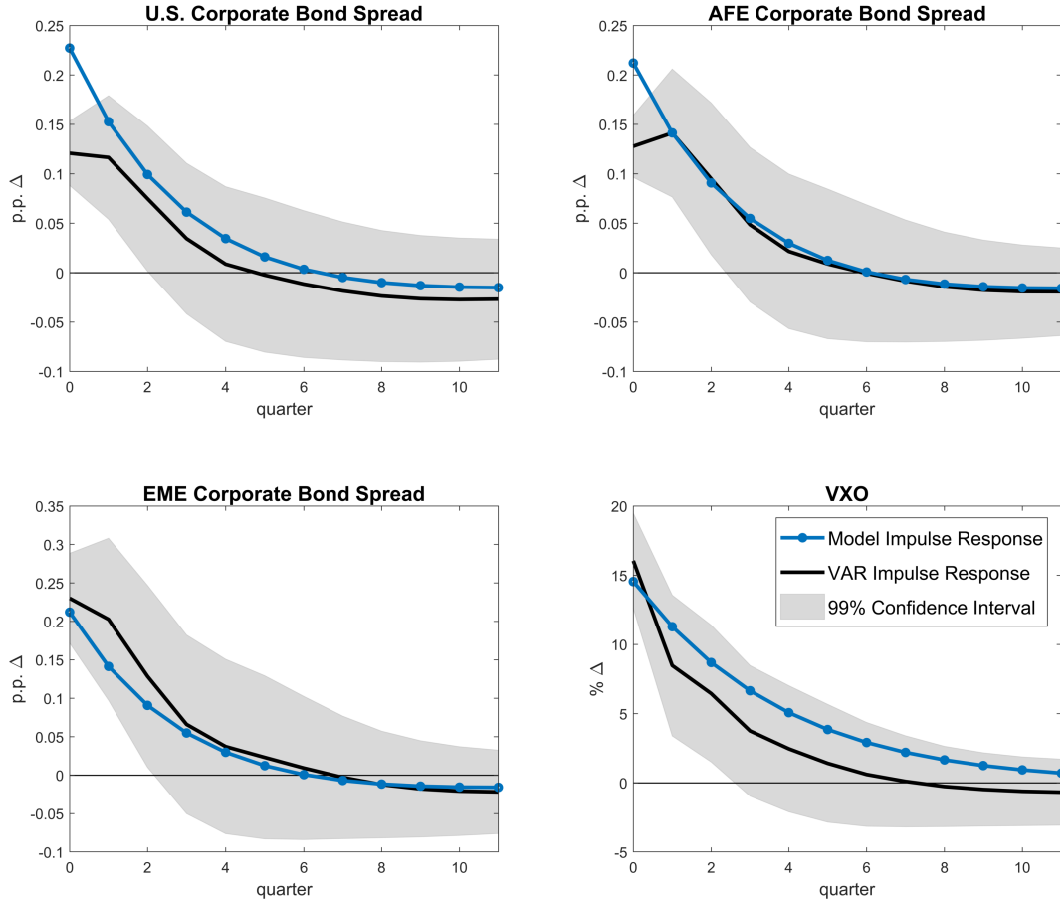 U.S. Corporate Bond Spread
0.25
0.2
0.15
0.1
0.05
0
-0.05
-0.1
p.p. Δ
0 2 4 6 8 10
quarter
AFE Corporate Bond Spread
0.25
0.2
0.15
0.1
0.05
0
-0.05
-0.1
p.p. Δ
0 2 4 6 8 10
quarter
EME Corporate Bond Spread
0.35
0.3
0.25
0.2
0.15
0.1
0.05
0
-0.05
-0.1
p.p. Δ
0 2 4 6 8 10
quarter
VXO
20
15
10
5
0
-5
% Δ
Model Impulse Response
VAR Impulse Response
99% Confidence Interval
0 2 4 6 8 10
quarter